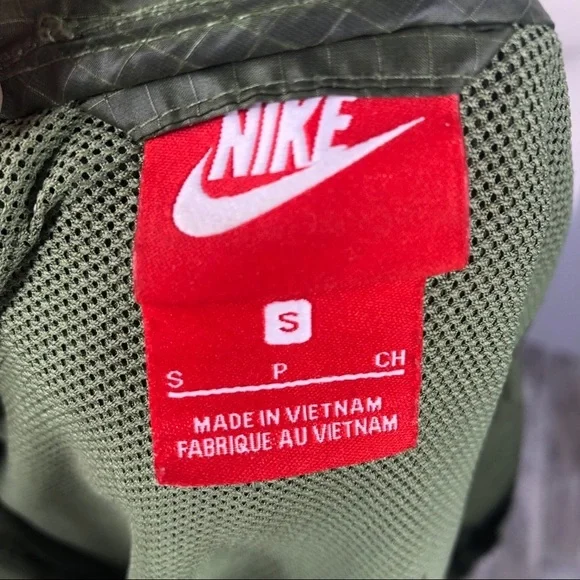 NIKE
S
S P CH
MADE IN VIETNAM
FABRIQUE AU VIETNAM